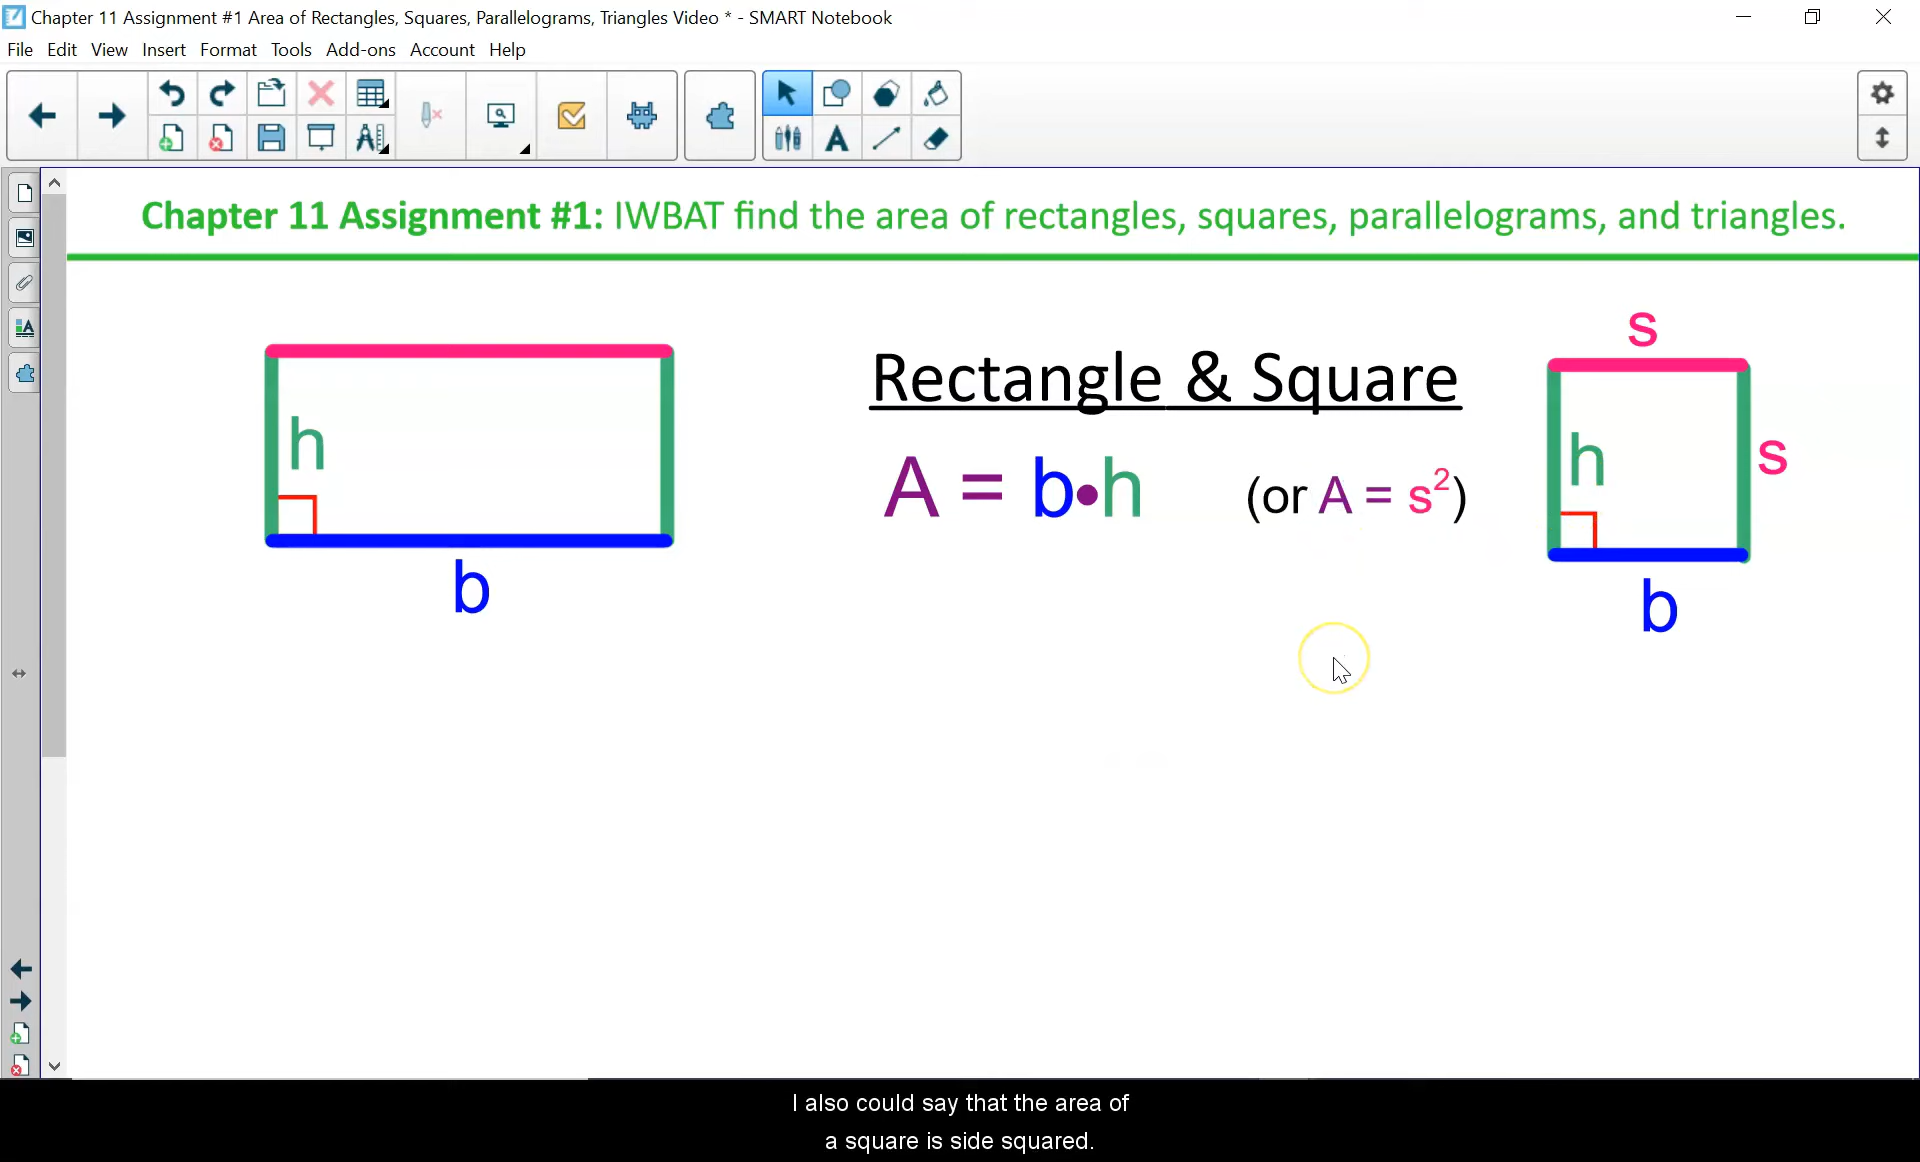 Chapter 11 Assignment #1 Area of Rectangles, Squares, Parallelograms, Triangles Video * - SMART Notebook
File Edit View Insert Format Tools Add-ons Account Help
Chapter 11 Assignment #1: IWBAT find the area of rectangles, squares, parallelograms, and triangles.
h
b
Rectangle & Square
A = b•h (or A = s²)
s
h
s
b
I also could say that the area of
a square is side squared.